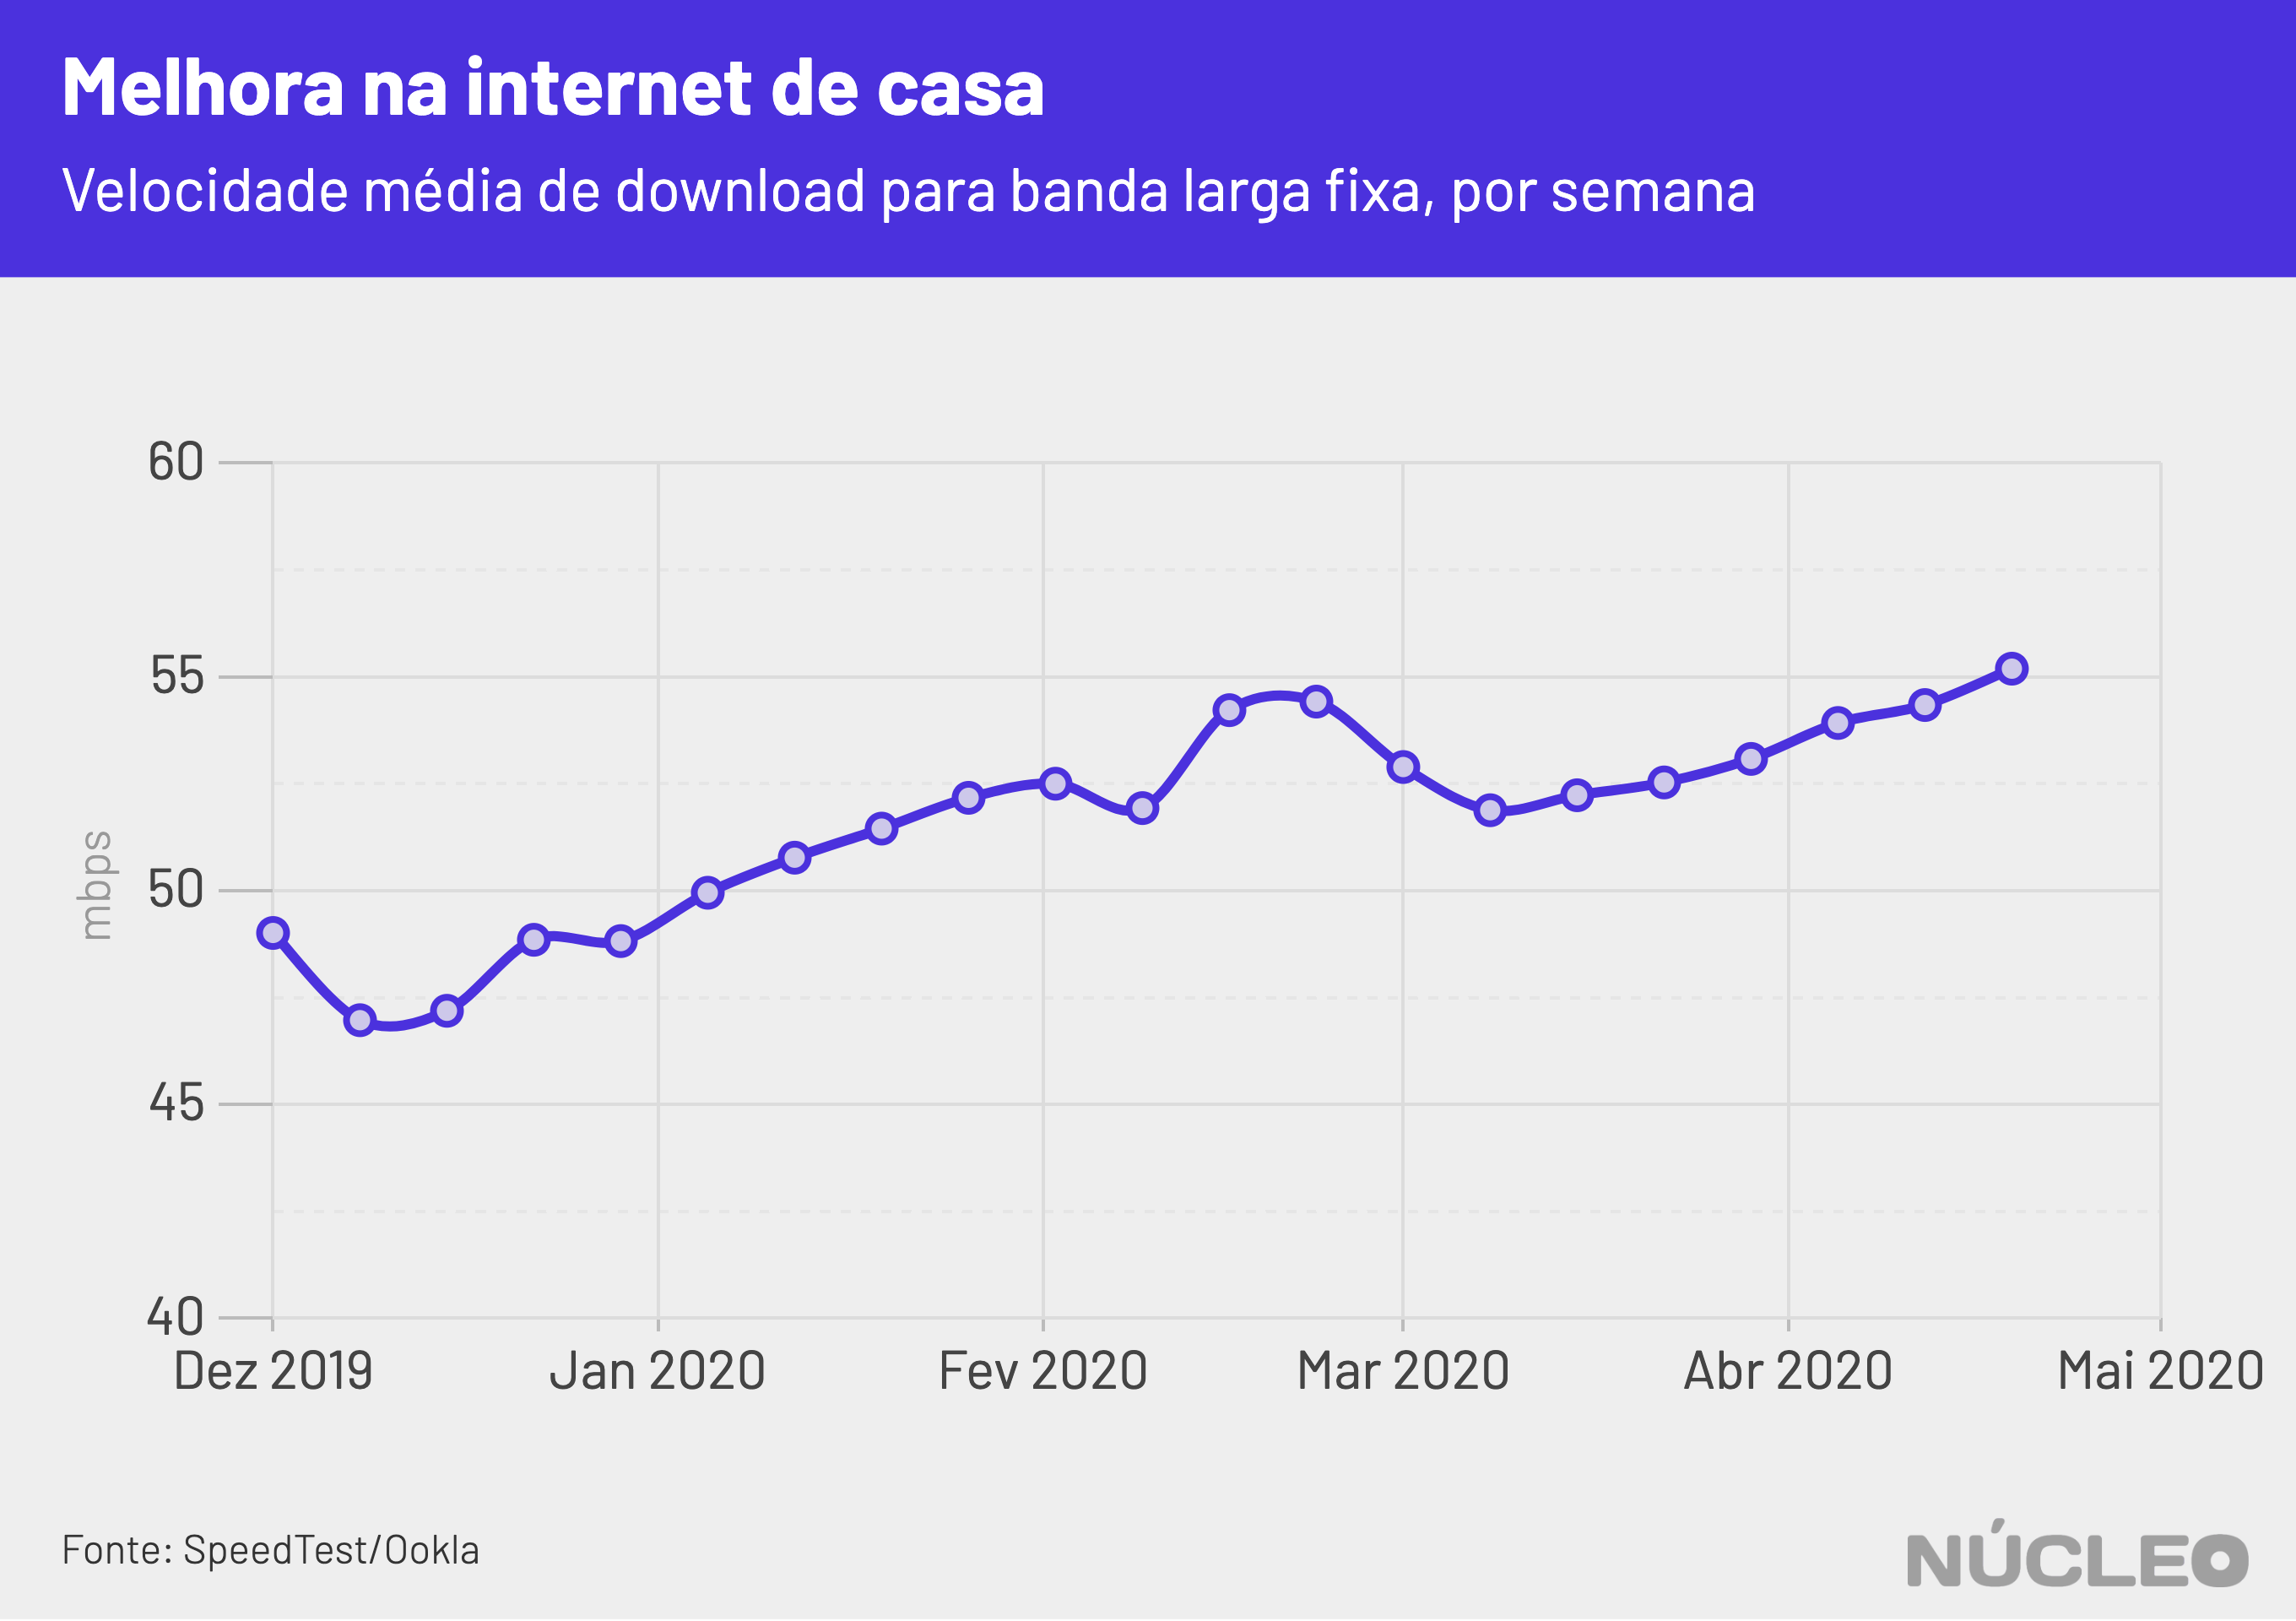 Melhora na internet de casa
Velocidade média de download para banda larga fixa, por semana
60
55
50
45
40
mbps
Dez 2019 Jan 2020 Fev 2020 Mar 2020 Abr 2020 Mai 2020
Fonte: SpeedTest/Ookla
NÚCLEO